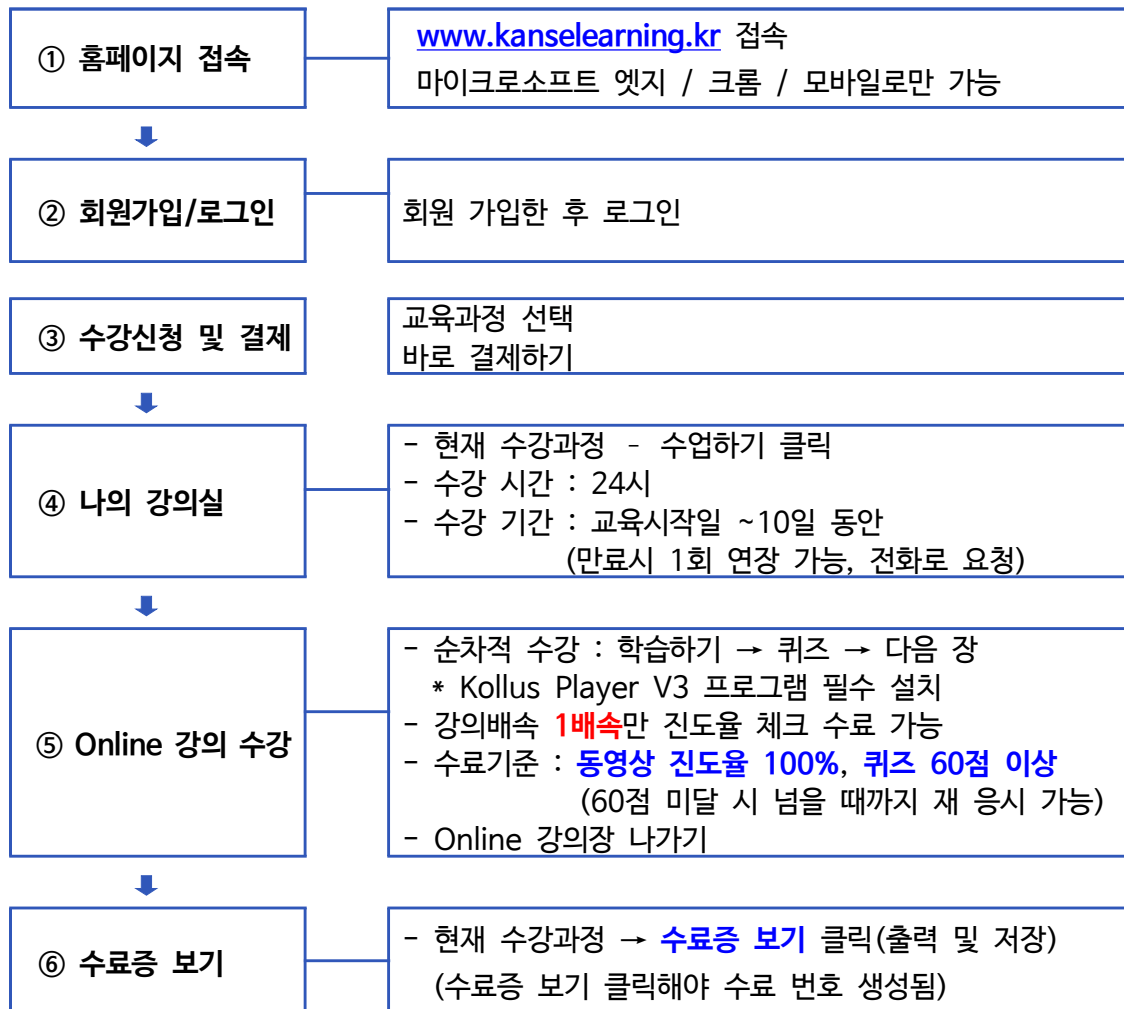 ① 홈페이지 접속
www.kanselearning.kr 접속
마이크로소프트 엣지 / 크롬 / 모바일로만 가능
② 회원가입/로그인
회원 가입한 후 로그인
③ 수강신청 및 결제
교육과정 선택
바로 결제하기
④ 나의 강의실
- 현재 수강과정 - 수업하기 클릭
- 수강 시간 : 24시
- 수강 기간 : 교육시작일 ~10일 동안
(만료시 1회 연장 가능, 전화로 요청)
⑤ Online 강의 수강
- 순차적 수강 : 학습하기 → 퀴즈 → 다음 장
* Kollus Player V3 프로그램 필수 설치
- 강의배속 1배속만 진도율 체크 수료 가능
- 수료기준 : 동영상 진도율 100%, 퀴즈 60점 이상
(60점 미달 시 넘을 때까지 재 응시 가능)
- Online 강의장 나가기
⑥ 수료증 보기
- 현재 수강과정 → 수료증 보기 클릭(출력 및 저장)
(수료증 보기 클릭해야 수료 번호 생성됨)